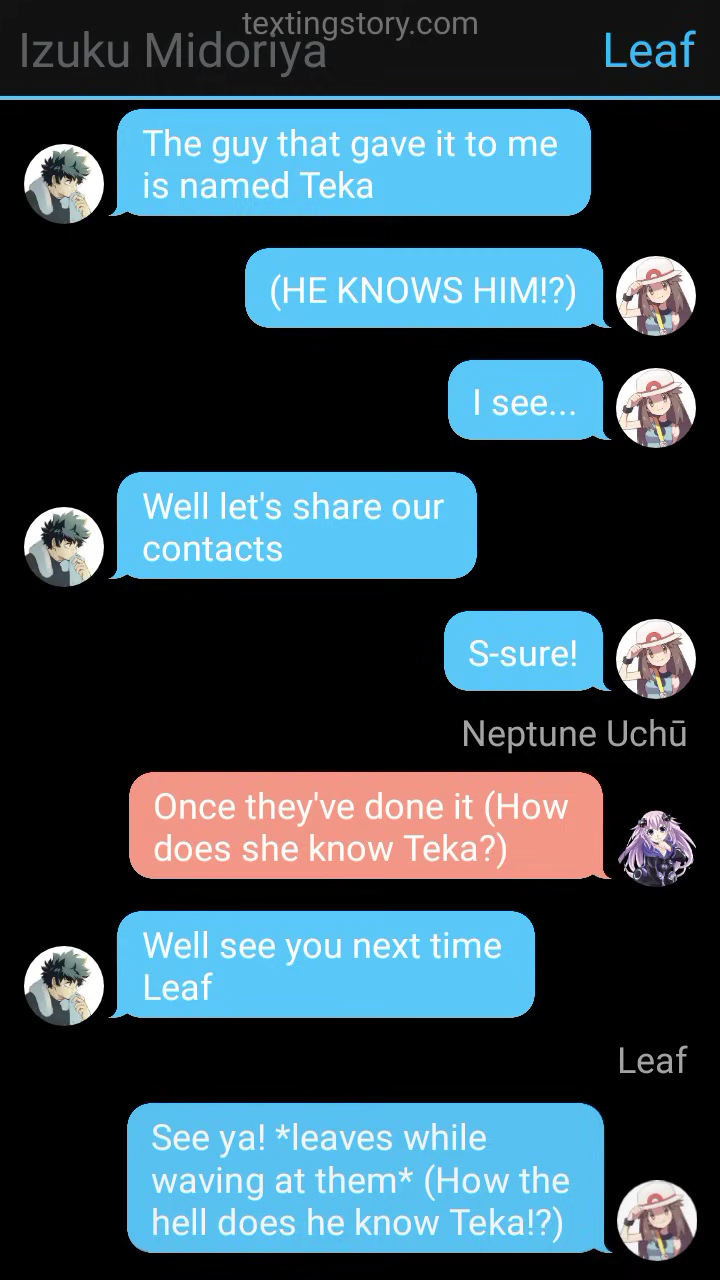 textingstory.com
Izuku Midoriya
Leaf
The guy that gave it to me
is named Teka
(HE KNOWS HIM!?)
I see...
Well let's share our
contacts
S-sure!
Neptune Uchū
Once they've done it (How
does she know Teka?)
Well see you next time
Leaf
Leaf
See ya! *leaves while
waving at them* (How the
hell does he know Teka!?)